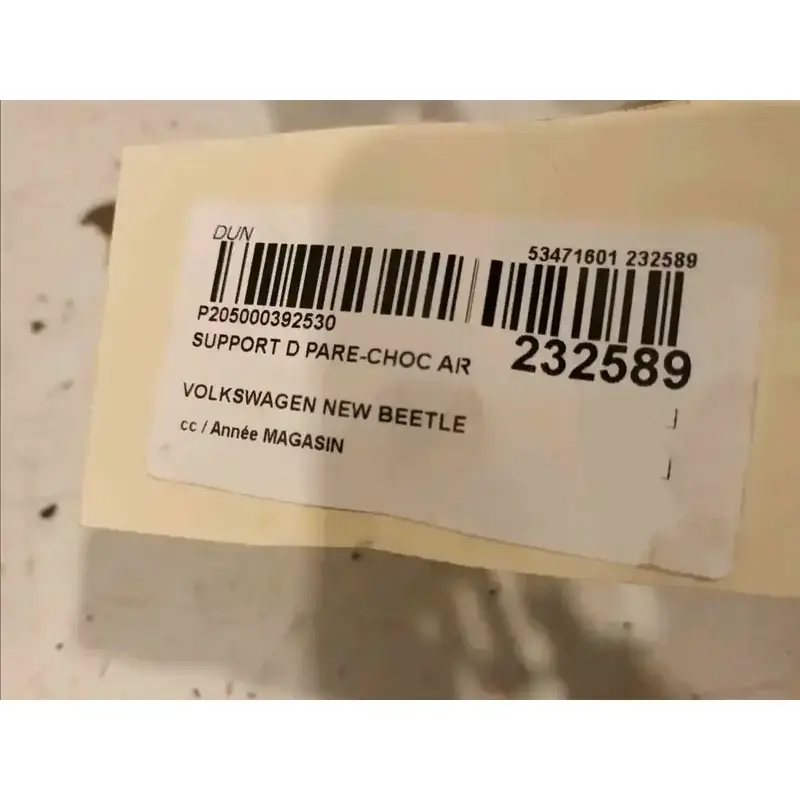 DUN
53471601 232589
P205000392530
SUPPORT D PARE-CHOC AR
232589
VOLKSWAGEN NEW BEETLE
cc / Année MAGASIN